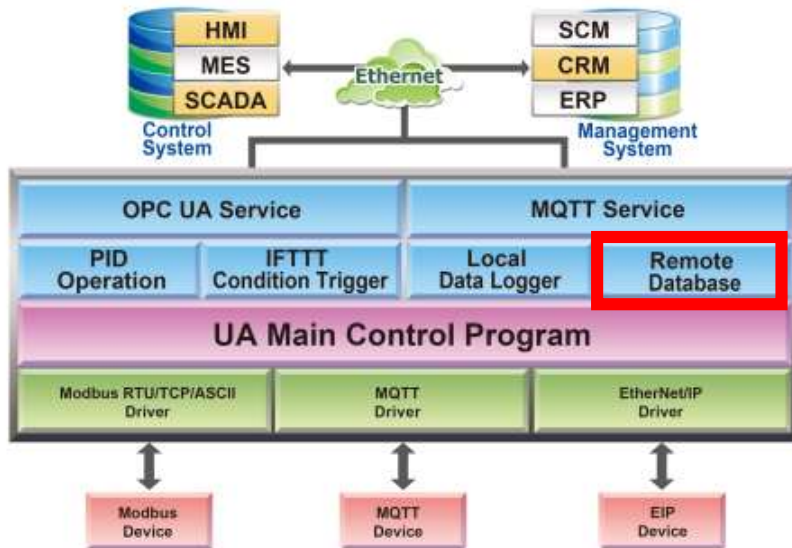 HMI
MES
SCADA
Control
System
Ethernet
SCM
CRM
ERP
Management
System
OPC UA Service
MQTT Service
PID
Operation
IFTTT
Condition Trigger
Local
Data Logger
Remote
Database
UA Main Control Program
Modbus RTU/TCP/ASCII
Driver
MQTT
Driver
EtherNet/IP
Driver
Modbus
Device
MQTT
Device
EIP
Device